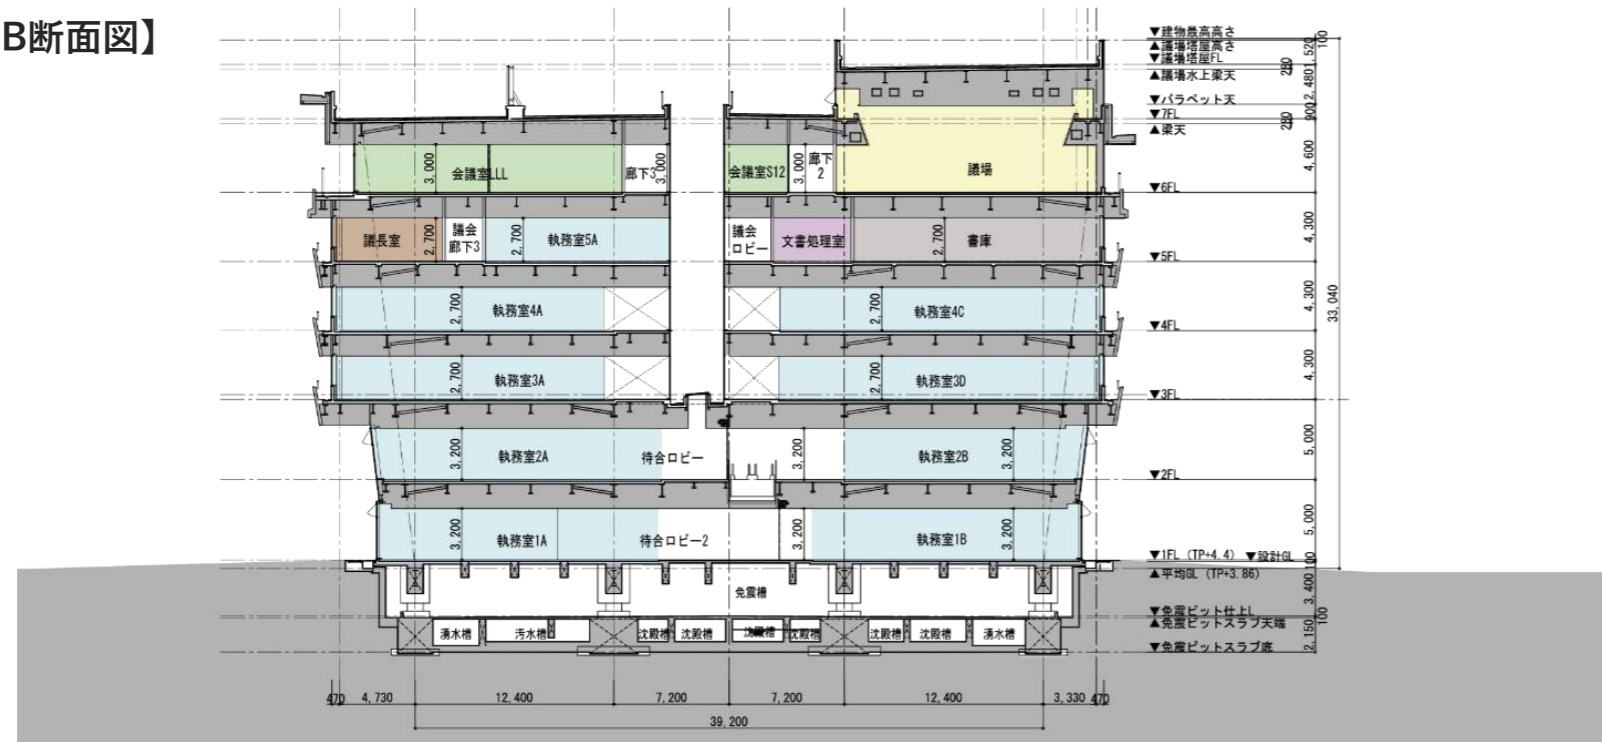 B断面図】
▼建物最高高さ
▲議場塔屋高さ
▼議場塔屋FL
▲議場水上梁天
▼パラペット天
▼7FL
▲梁天
▼6FL
▼5FL
▼4FL
▼3FL
▼2FL
▼1FL (TP+4.4) ▼設計GL
▲平均GL (TP+3.86)
▼免震ピット仕上L
▲免震ピットスラブ天端
▼免震ピットスラブ底
100
1,520
2,480
900
4,600
4,300
4,300
4,300
5,000
5,000
100
3,400
100
2,150
33,040
3,000 会議室LLL 廊下3 3,000 会議室S12 3,000 廊下2 議場
議長室 2,700 議会廊下3 2,700 執務室5A 議会ロビー 文書処理室 2,700 書庫
2,700 執務室4A 2,700 執務室4C
2,700 執務室3A 2,700 執務室3D
3,200 執務室2A 待合ロビー 3,200 執務室2B 3,200
3,200 執務室1A 待合ロビー2 3,200 執務室1B 3,200
免震槽
湧水槽 汚水槽 沈殿槽 沈殿槽 沈殿槽 沈殿槽 沈殿槽 沈殿槽 湧水槽
470 4,730 12,400 7,200 7,200 12,400 3,330 470
39,200